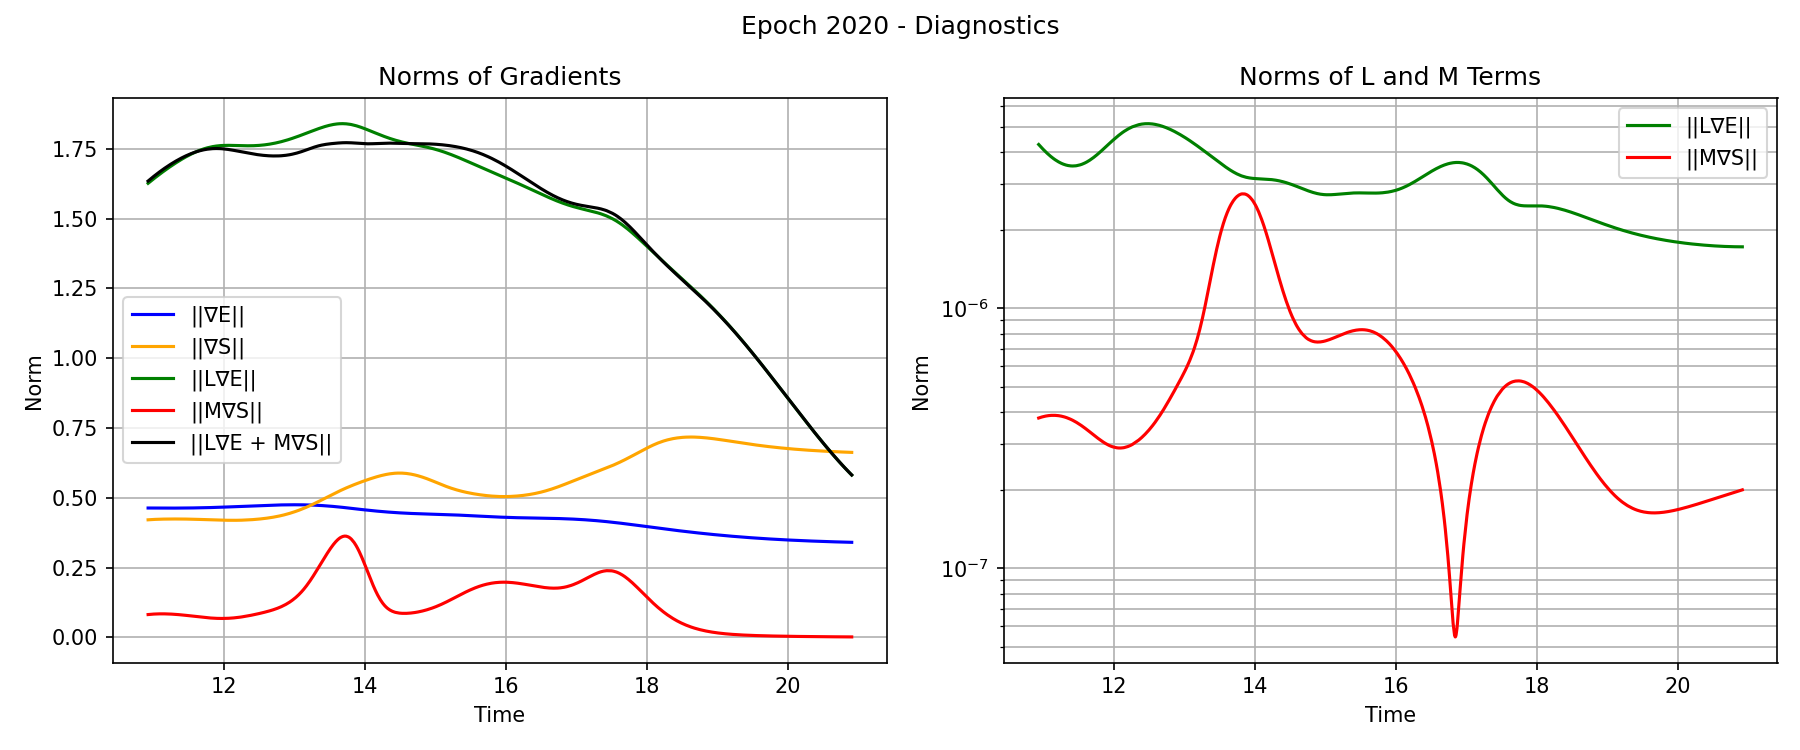 Epoch 2020 - Diagnostics
Norms of Gradients
Norm
1.75
1.50
1.25
1.00
0.75
0.50
0.25
0.00
||∇E||
||∇S||
||L∇E||
||M∇S||
||L∇E + M∇S||
12
14
16
18
20
Time
Norms of L and M Terms
Norm
10⁻⁶
10⁻⁷
||L∇E||
||M∇S||
12
14
16
18
20
Time